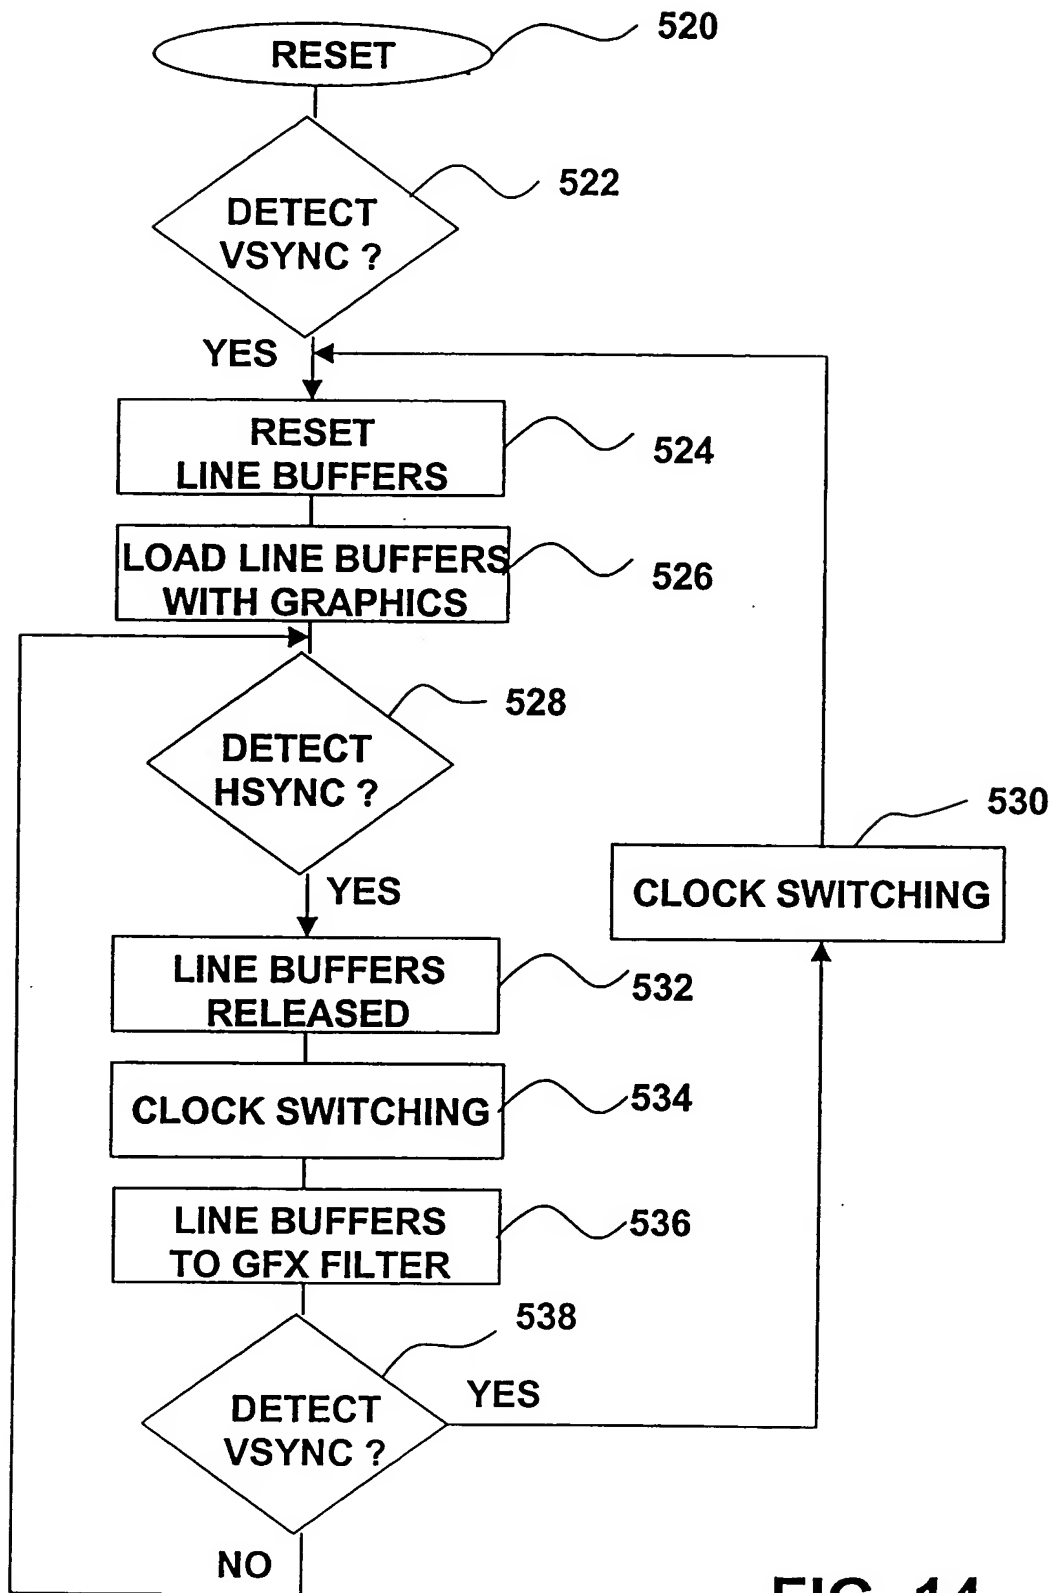 RESET
520
DETECT
VSYNC ?
522
YES
RESET
LINE BUFFERS
524
LOAD LINE BUFFERS
WITH GRAPHICS
526
DETECT
HSYNC ?
528
YES
530
CLOCK SWITCHING
LINE BUFFERS
RELEASED
532
CLOCK SWITCHING
534
LINE BUFFERS
TO GFX FILTER
536
DETECT
VSYNC ?
538
YES
NO
FIG. 14